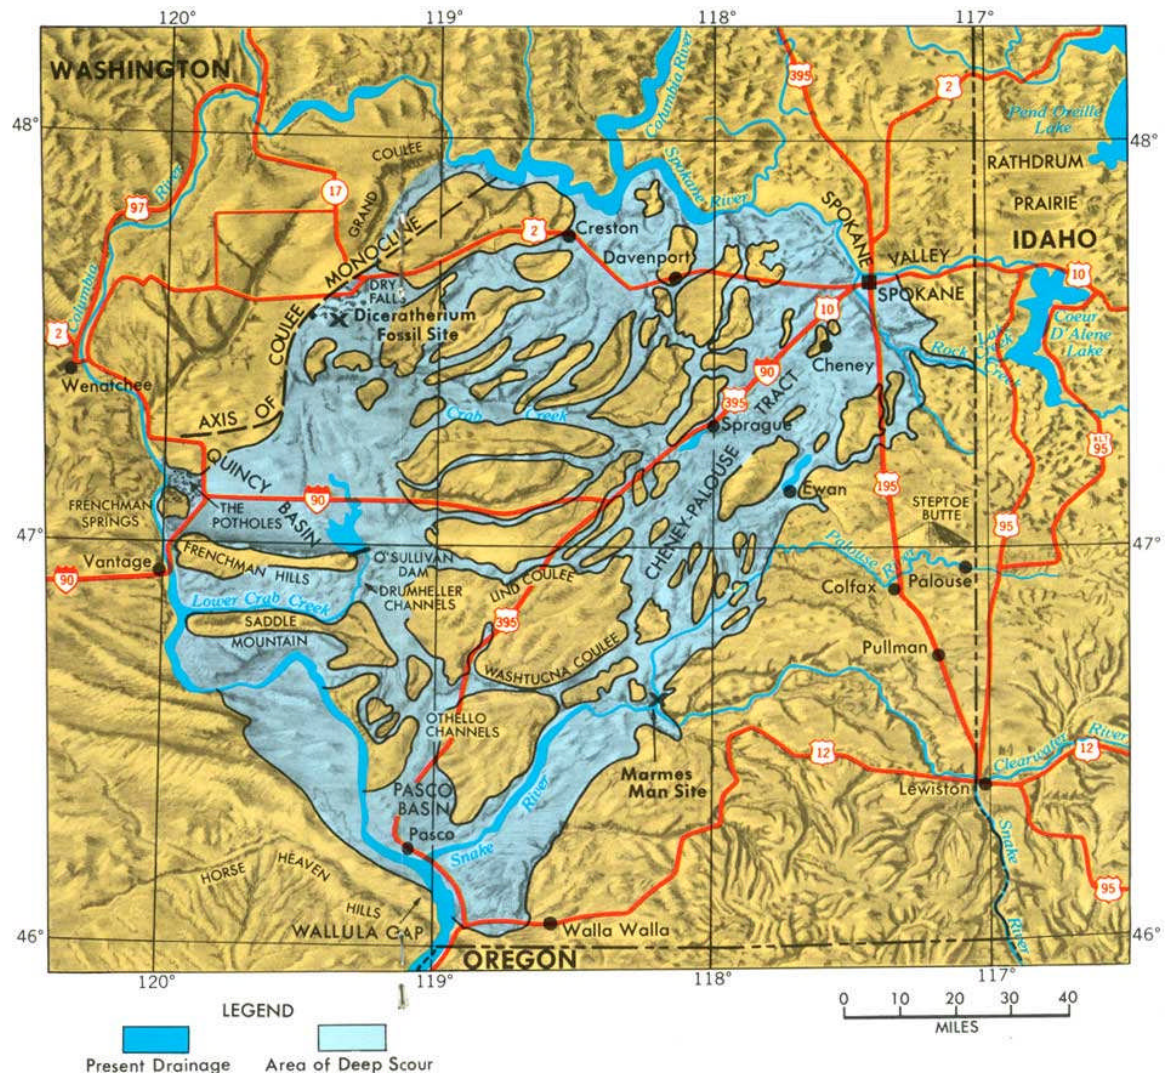 120°
119°
118°
117°
WASHINGTON
395
2
Columbia River
Pend Oreille
Lake
48°
48°
COULEE
RATHDRUM
Spokane
River
PRAIRIE
River
97
17
GRAND
SPOKANE
IDAHO
MONOCLINE
2
Creston
Davenport
VALLEY
10
SPOKANE
Columbia
DRY
FALLS
Diceratherium
Fossil Site
COULEE
10
Coeur
D'Alene
Lake
2
Lake Creek
Rock Creek
Wenatchee
90
Cheney
395
TRACT
AXIS OF
Crab Creek
Sprague
ALT
95
QUINCY
BASIN
90
Ewan
195
FRENCHMAN
SPRINGS
THE
POTHOLES
CHENEY-PALOUSE
STEPTOE
BUTTE
95
47°
47°
Vantage
FRENCHMAN HILLS
O'SULLIVAN
DAM
Palouse River
90
DRUMHELLER
CHANNELS
LIND COULEE
Colfax
Palouse
Lower Crab Creek
SADDLE
MOUNTAIN
395
WASHTUCNA COULEE
Pullman
OTHELLO
CHANNELS
12
Clearwater
River
12
Marmes
Man Site
Lewiston
PASCO
BASIN
River
Pasco
Snake
Snake
HORSE
HEAVEN
HILLS
95
WALLULA GAP
Walla Walla
River
46°
46°
OREGON
120°
119°
118°
117°
LEGEND
0
10
20
30
40
MILES
Present Drainage
Area of Deep Scour